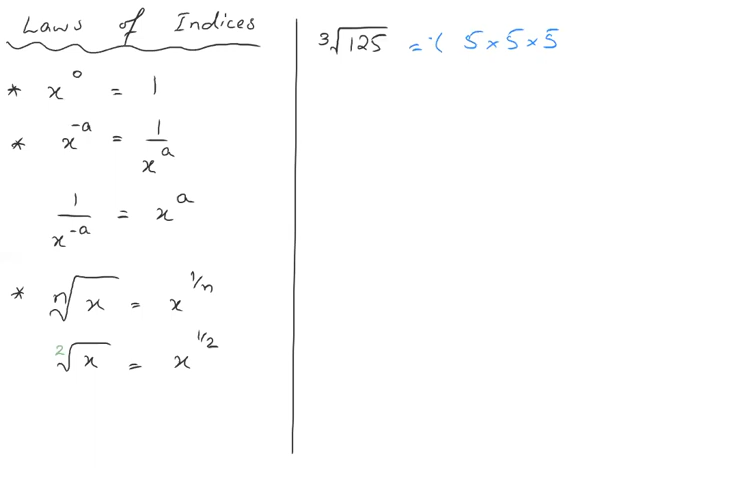 Laws of Indices
* x^0 = 1
* x^-a = 1/x^a
1/x^-a = x^a
* ⁿ√x = x^1/n
²√x = x^1/2
³√125 = ( 5 × 5 × 5